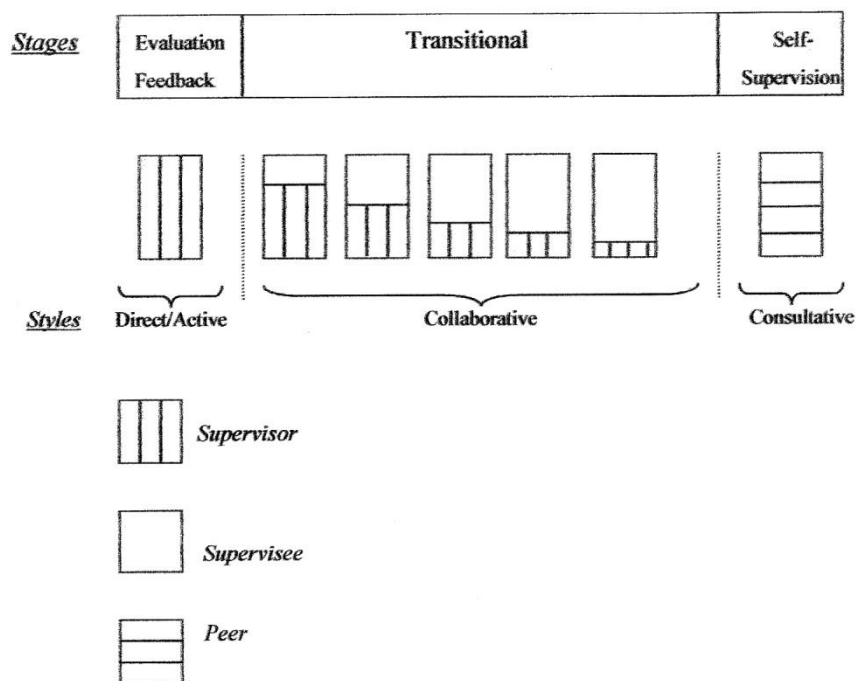 Stages
Evaluation
Feedback
Transitional
Self-
Supervision
Styles
Direct/Active
Collaborative
Consultative
Supervisor
Supervisee
Peer